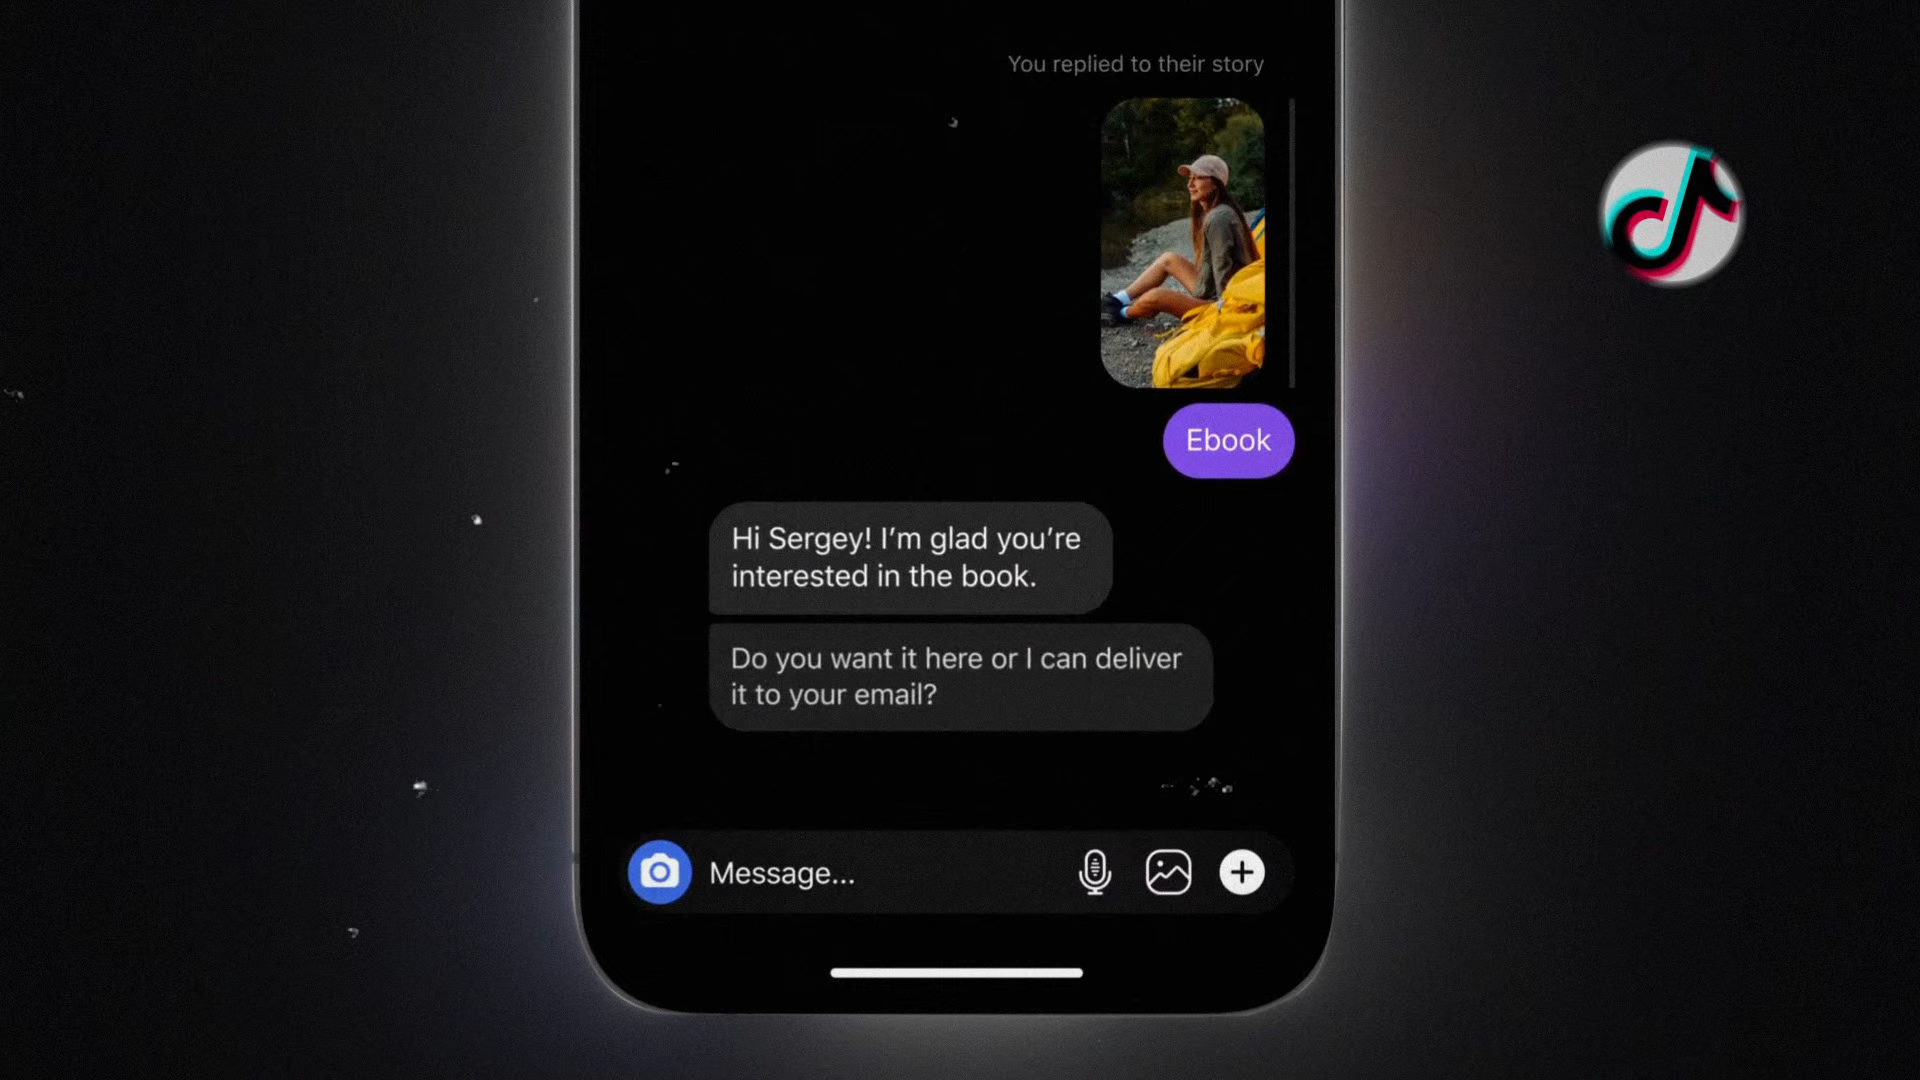 You replied to their story
Ebook
Hi Sergey! I’m glad you’re
interested in the book.
Do you want it here or I can deliver
it to your email?
Message...